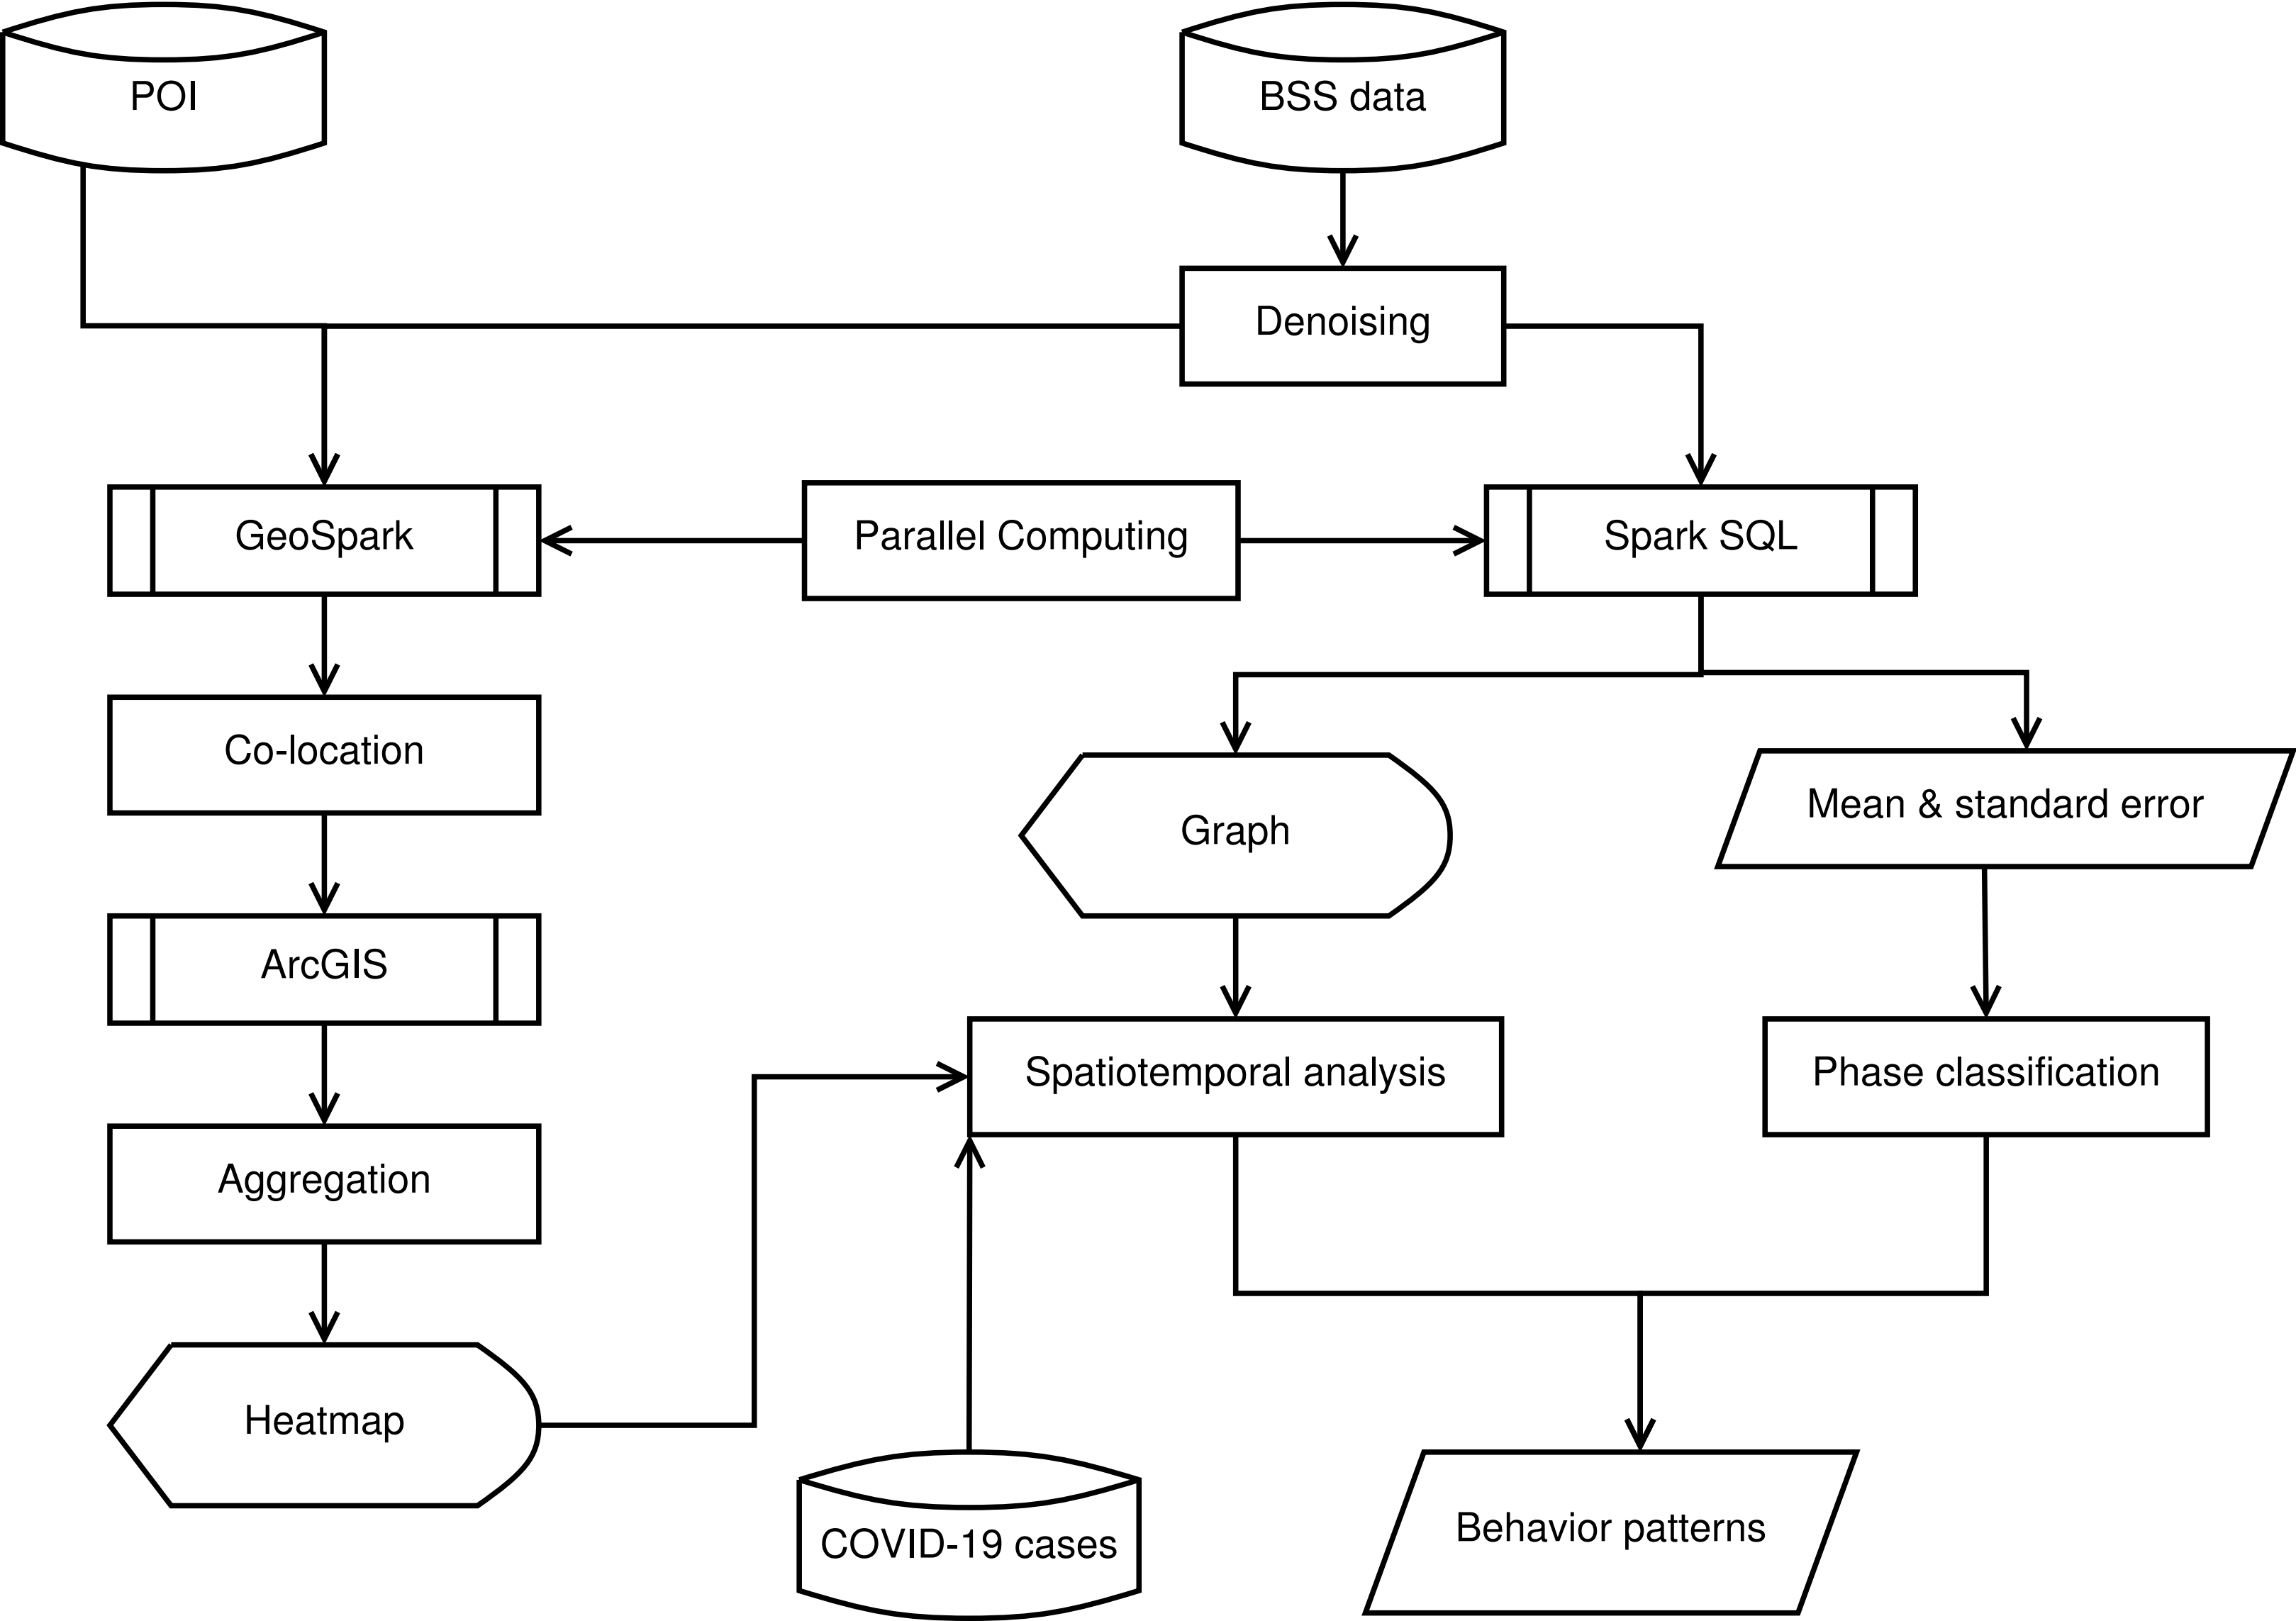 POI
BSS data
Denoising
GeoSpark
Parallel Computing
Spark SQL
Co-location
Graph
Mean & standard error
ArcGIS
Spatiotemporal analysis
Phase classification
Aggregation
Heatmap
COVID-19 cases
Behavior patterns